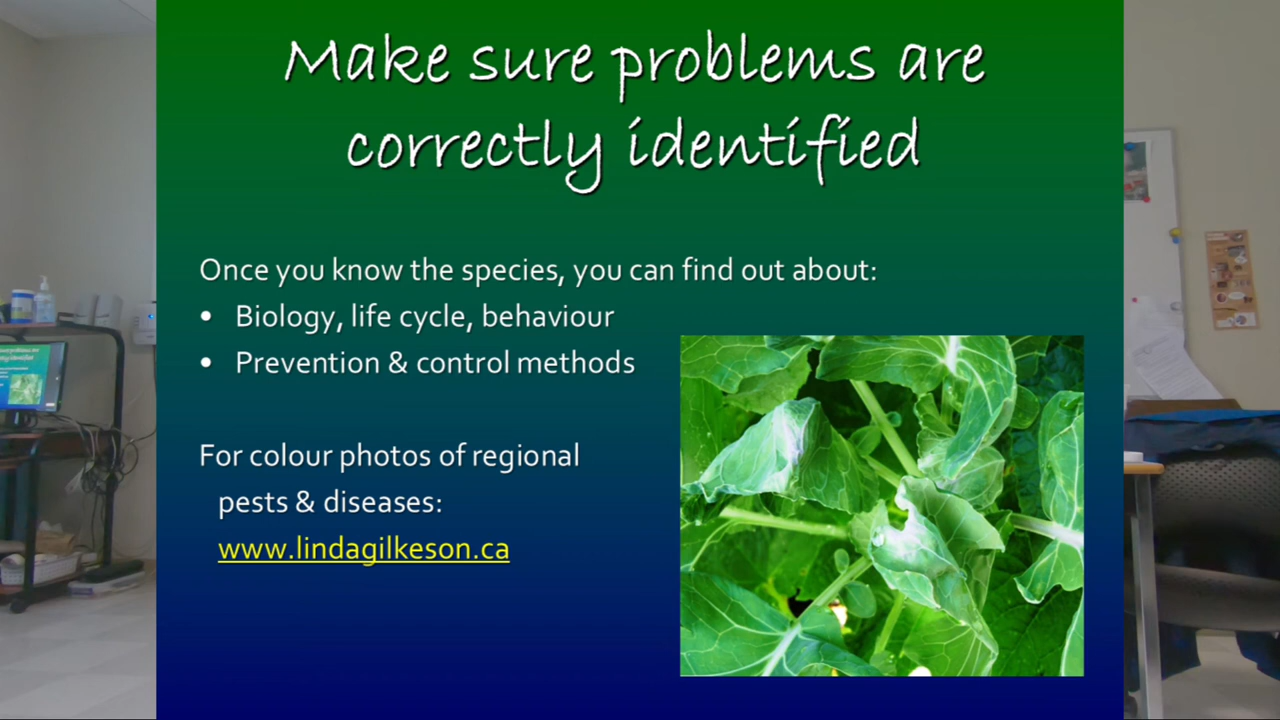 Make sure problems are
correctly identified
Once you know the species, you can find out about:
• Biology, life cycle, behaviour
• Prevention & control methods
For colour photos of regional
pests & diseases:
www.lindagilkeson.ca